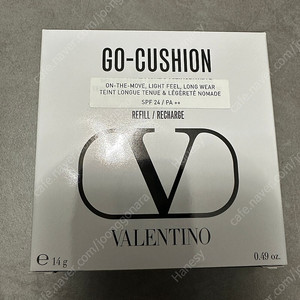 GO-CUSHION
ON-THE-MOVE, LIGHT FEEL, LONG WEAR
TEINT LONGUE TENUE & LÉGÈRETÉ NOMADE
SPF 24 / PA ++
REFILL / RECHARGE
V
VALENTINO
e 14 g
0.49 oz.
Hanesy